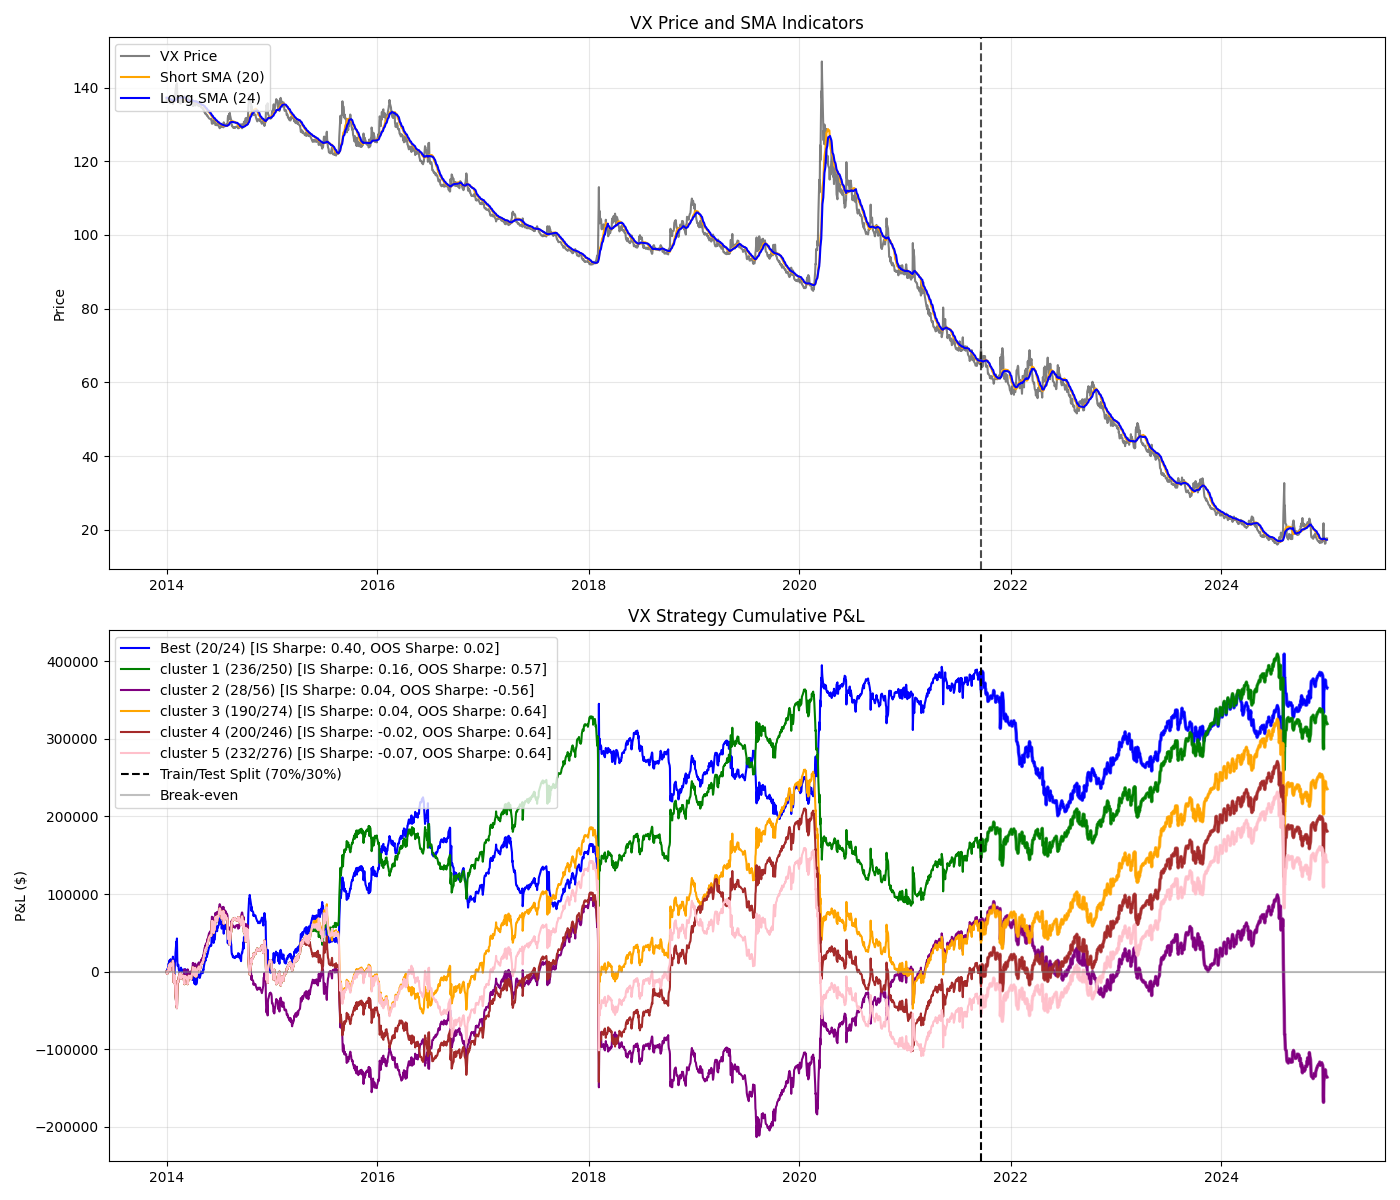 VX Price and SMA Indicators
VX Price
Short SMA (20)
Long SMA (24)
Price
140
120
100
80
60
40
20
2014 2016 2018 2020 2022 2024
VX Strategy Cumulative P&L
Best (20/24) [IS Sharpe: 0.40, OOS Sharpe: 0.02]
cluster 1 (236/250) [IS Sharpe: 0.16, OOS Sharpe: 0.57]
cluster 2 (28/56) [IS Sharpe: 0.04, OOS Sharpe: -0.56]
cluster 3 (190/274) [IS Sharpe: 0.04, OOS Sharpe: 0.64]
cluster 4 (200/246) [IS Sharpe: -0.02, OOS Sharpe: 0.64]
cluster 5 (232/276) [IS Sharpe: -0.07, OOS Sharpe: 0.64]
Train/Test Split (70%/30%)
Break-even
P&L ($)
400000
300000
200000
100000
0
−100000
−200000
2014 2016 2018 2020 2022 2024